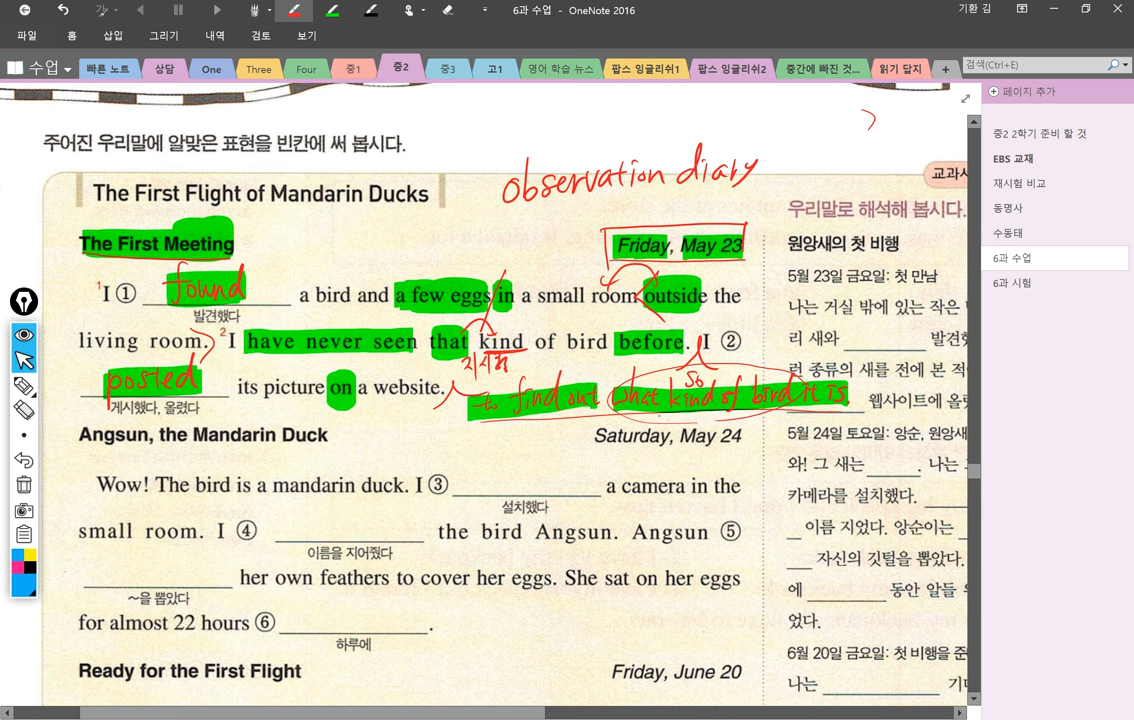 6과 수업 - OneNote 2016
기환 김
파일 홈 삽입 그리기 내역 검토 보기
수업 빠른 노트 상담 One Three Four 중1 중2 중3 고1 영어 학습 뉴스 팝스 잉글리쉬1 팝스 잉글리쉬2 중간에 빠진 것... 읽기 답지 + 검색(Ctrl+E)
페이지 추가
중2 2학기 준비 할 것
EBS 교재
재시험 비교
동명사
수동태
6과 수업
6과 시험
주어진 우리말에 알맞은 표현을 빈칸에 써 봅시다.
observation diary
The First Flight of Mandarin Ducks
The First Meeting Friday, May 23
1 I ① found a bird and a few eggs in a small room outside the
발견했다
living room. 2 I have never seen that kind of bird before. I ②
지시형
so
posted its picture on a website. to find out what kind of bird it is
게시했다, 올렸다
Angsun, the Mandarin Duck Saturday, May 24
Wow! The bird is a mandarin duck. I ③ a camera in the
설치했다
small room. I ④ the bird Angsun. Angsun ⑤
이름을 지어줬다
her own feathers to cover her eggs. She sat on her eggs
~을 뽑았다
for almost 22 hours ⑥ .
하루에
Ready for the First Flight Friday, June 20
교과서
우리말로 해석해 봅시다.
원앙새의 첫 비행
5월 23일 금요일: 첫 만남
나는 거실 밖에 있는 작은
리 새와 발견했
런 종류의 새를 전에 본 적
웹사이트에 올렸
5월 24일 토요일: 앙순, 원앙새
와! 그 새는 . 나는
카메라를 설치했다.
이름 지었다. 앙순이는
자신의 깃털을 뽑았다.
에 동안 알들
었다.
6월 20일 금요일: 첫 비행을 준
나는 기